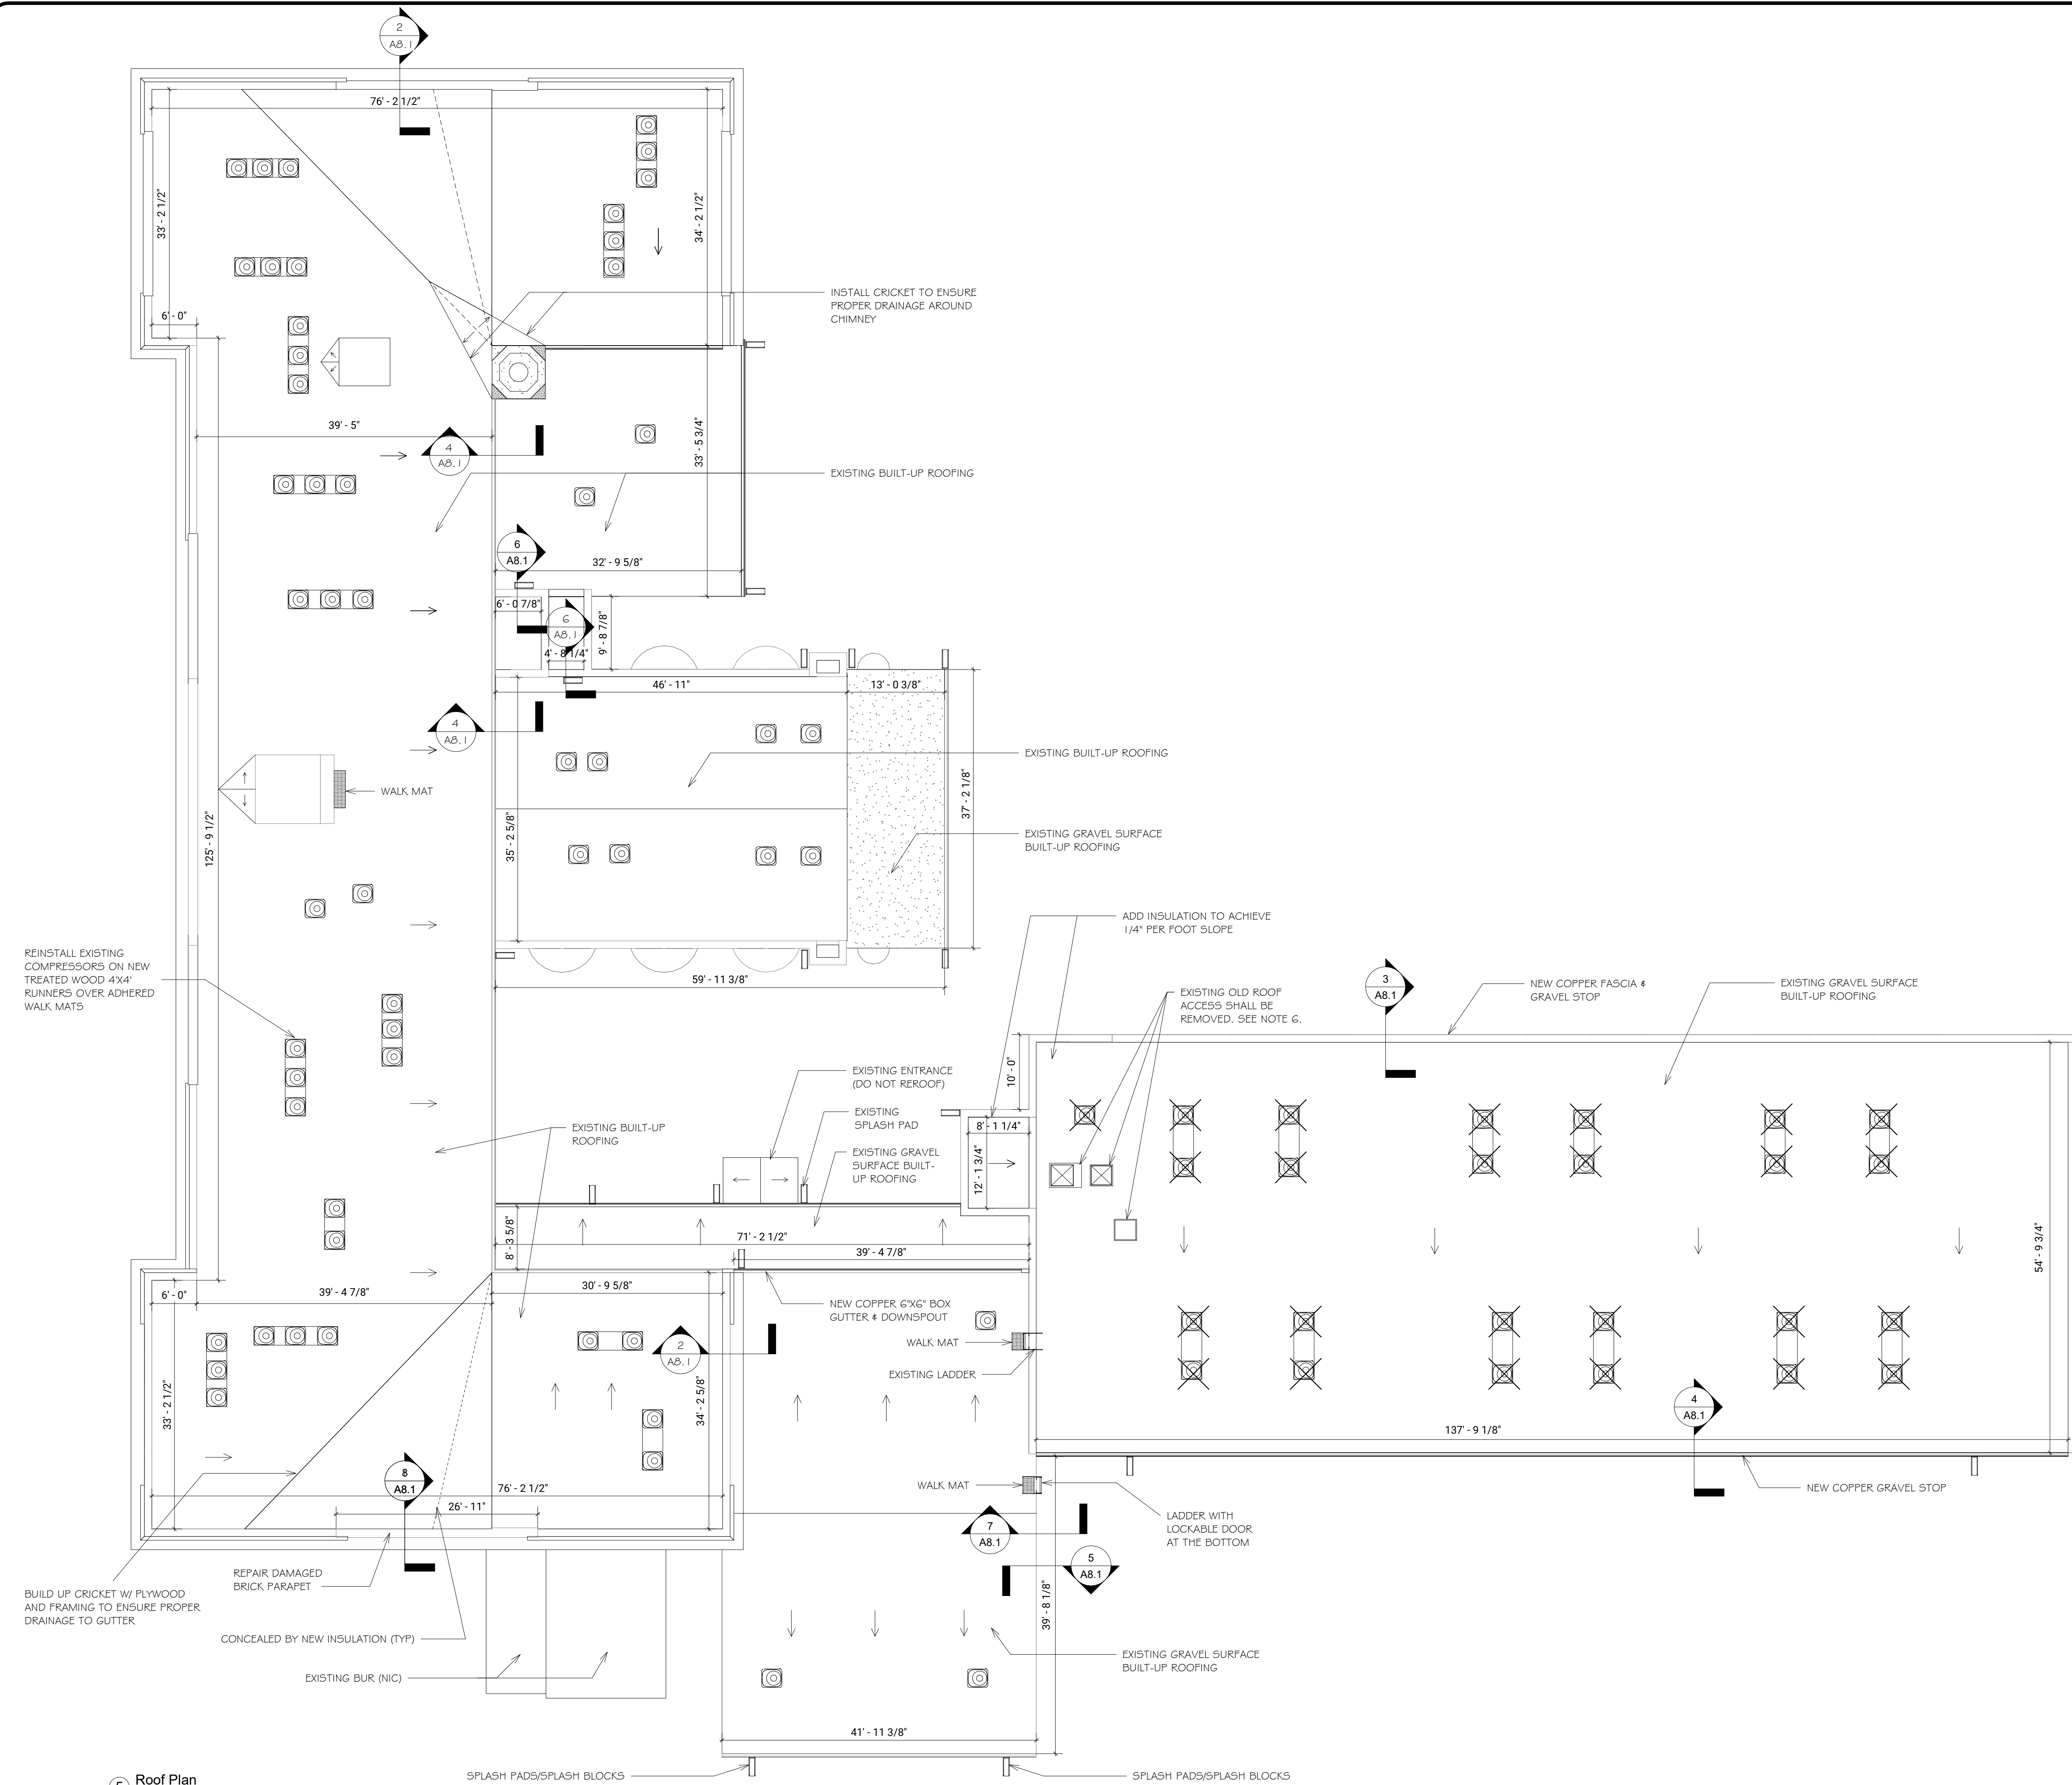 2
A8.1
76' - 2 1/2"
33' - 2 1/2"
34' - 2 1/2"
INSTALL CRICKET TO ENSURE
PROPER DRAINAGE AROUND
CHIMNEY
6' - 0"
39' - 5"
4
A8.1
33' - 5 3/4"
EXISTING BUILT-UP ROOFING
6
A8.1
32' - 9 5/8"
6' - 0 7/8"
6
A8.1
9' - 8 7/8"
4' - 8 1/4"
46' - 11"
13' - 0 3/8"
4
A8.1
EXISTING BUILT-UP ROOFING
WALK MAT
125' - 9 1/2"
35' - 2 5/8"
37' - 2 1/8"
EXISTING GRAVEL SURFACE
BUILT-UP ROOFING
ADD INSULATION TO ACHIEVE
1/4" PER FOOT SLOPE
REINSTALL EXISTING
COMPRESSORS ON NEW
TREATED WOOD 4'X4'
RUNNERS OVER ADHERED
WALK MATS
59' - 11 3/8"
EXISTING OLD ROOF
ACCESS SHALL BE
REMOVED. SEE NOTE 6.
3
A8.1
NEW COPPER FASCIA &
GRAVEL STOP
EXISTING GRAVEL SURFACE
BUILT-UP ROOFING
10' - 0"
EXISTING ENTRANCE
(DO NOT REROOF)
EXISTING
SPLASH PAD
EXISTING BUILT-UP
ROOFING
8' - 1 1/4"
EXISTING GRAVEL
SURFACE BUILT-
UP ROOFING
12' - 1 3/4"
8' - 3 5/8"
71' - 2 1/2"
39' - 4 7/8"
54' - 9 3/4"
6' - 0"
39' - 4 7/8"
30' - 9 5/8"
NEW COPPER 6"X6" BOX
GUTTER & DOWNSPOUT
WALK MAT
2
A8.1
EXISTING LADDER
33' - 2 1/2"
34' - 2 5/8"
4
A8.1
137' - 9 1/8"
8
A8.1
76' - 2 1/2"
WALK MAT
NEW COPPER GRAVEL STOP
26' - 11"
LADDER WITH
LOCKABLE DOOR
AT THE BOTTOM
7
A8.1
5
A8.1
REPAIR DAMAGED
BRICK PARAPET
BUILD UP CRICKET W/ PLYWOOD
AND FRAMING TO ENSURE PROPER
DRAINAGE TO GUTTER
39' - 8 1/8"
CONCEALED BY NEW INSULATION (TYP)
EXISTING GRAVEL SURFACE
BUILT-UP ROOFING
EXISTING BUR (NIC)
41' - 11 3/8"
SPLASH PADS/SPLASH BLOCKS
SPLASH PADS/SPLASH BLOCKS
Roof Plan